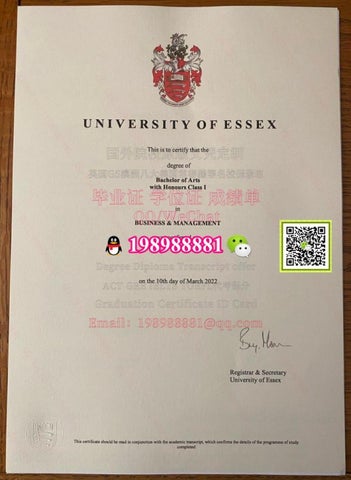 UNIVERSITY OF ESSEX
This is to certify that the
degree of
Bachelor of Arts
with Honours Class I
毕业证 学位证 成绩单
in
QQ/WeChat
BUSINESS & MANAGEMENT
198988881
Degree Diploma Transcript offer
on the 10th day of March 2022
Graduation Certificate ID Card
Email: 198988881@qq.com
Registrar & Secretary
University of Essex
This certificate should be read in conjunction with the academic transcript, which confirms the details of the programme of study
completed